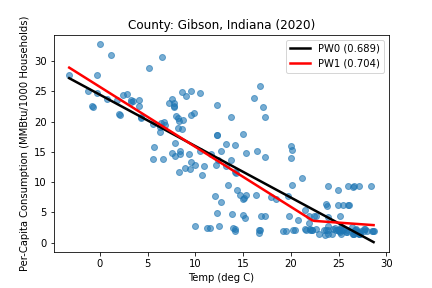 County: Gibson, Indiana (2020)
PW0 (0.689)
PW1 (0.704)
Per-Capita Consumption (MMBtu/1000 Households)
30
25
20
15
10
5
0
0 5 10 15 20 25 30
Temp (deg C)